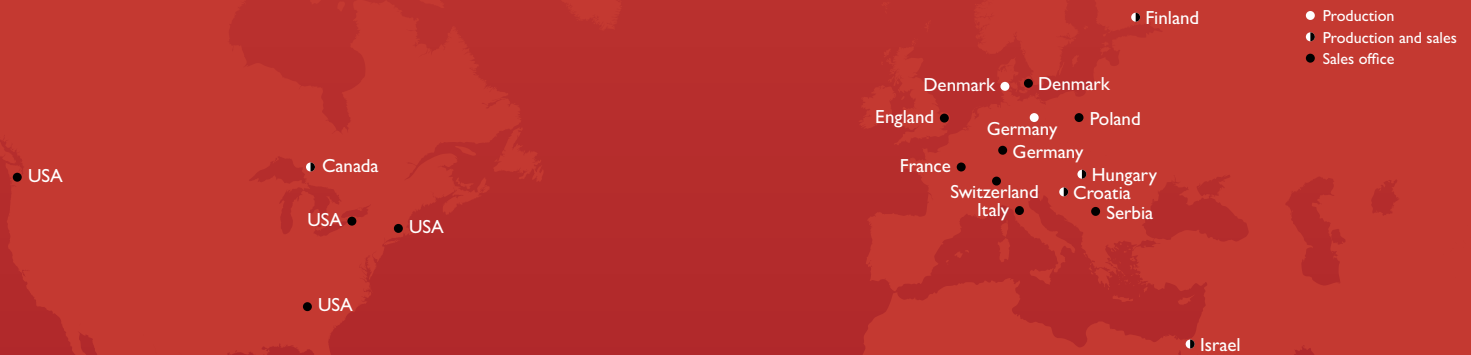 Finland
Production
Production and sales
Sales office
Denmark
Denmark
England
Poland
Germany
Germany
France
Canada
USA
Hungary
Switzerland
Croatia
Italy
Serbia
USA
USA
USA
Israel